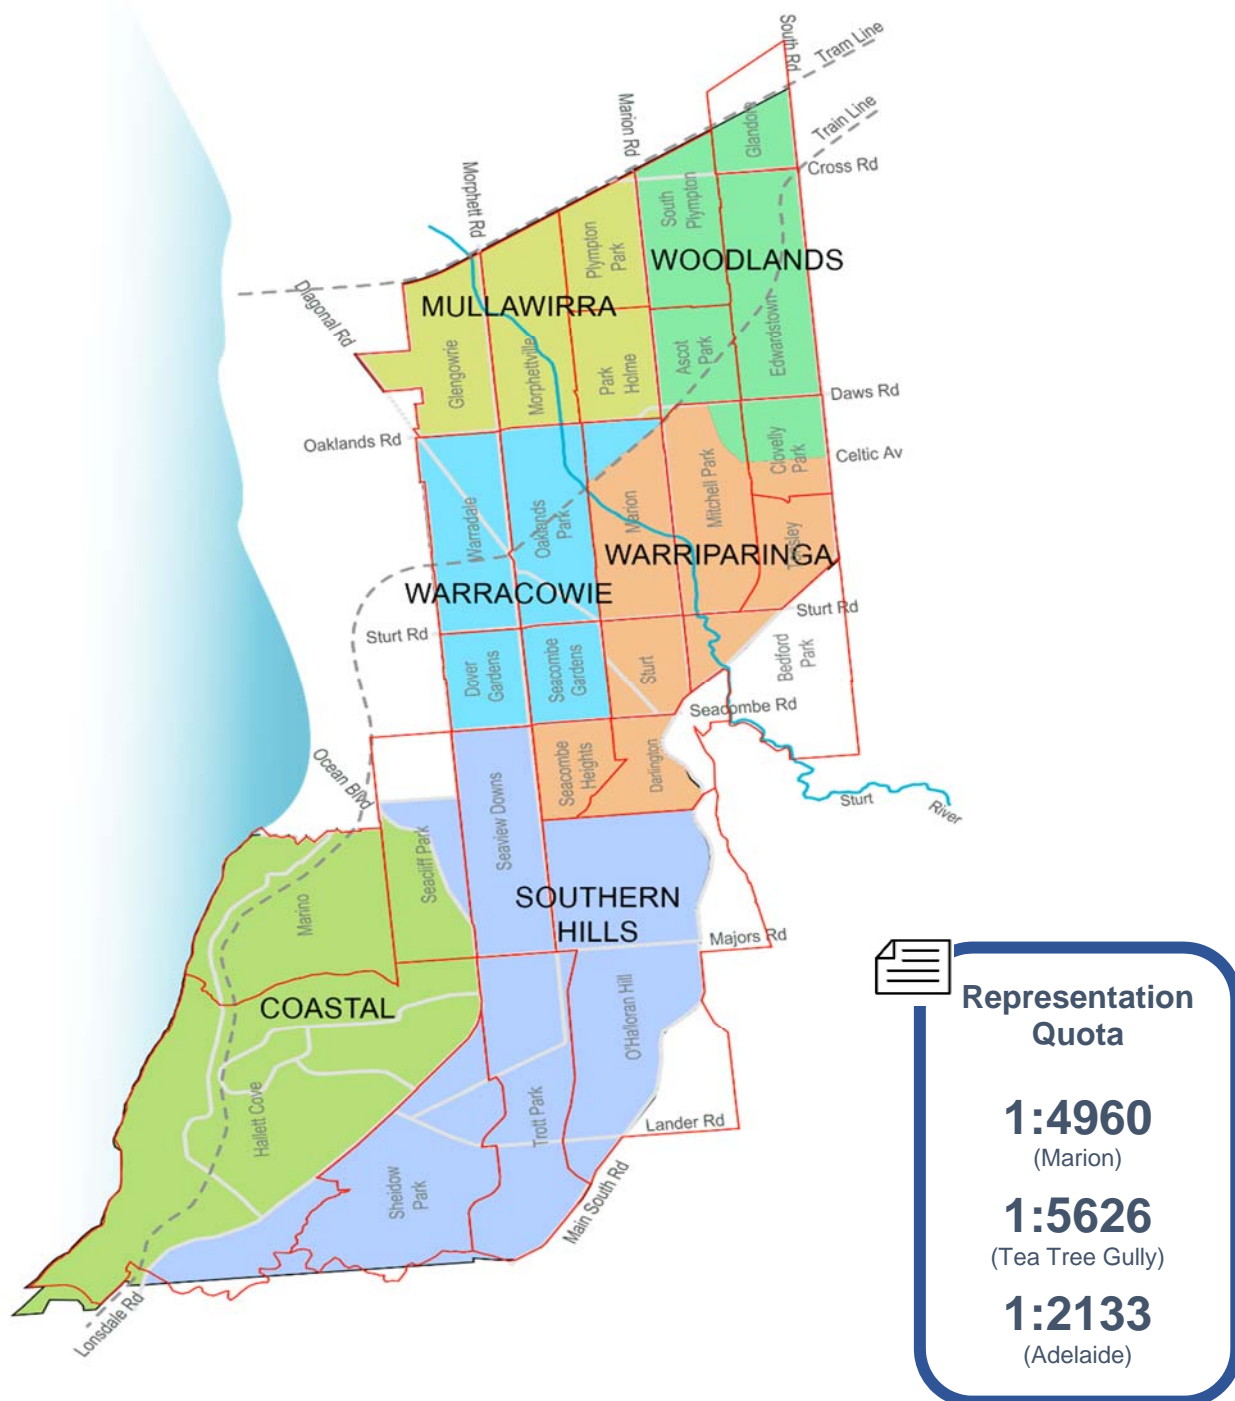 South Rd
Tram Line
Train Line
Marion Rd
Morphett Rd
Glandore
Cross Rd
South
Plympton
Plympton
Park
WOODLANDS
Diagonal Rd
MULLAWIRRA
Edwardstown
Ascot
Park
Park
Holme
Morphettville
Glengowrie
Daws Rd
Oaklands Rd
Celtic Av
Clovelly
Park
Mitchell Park
Marion
Oaklands
Park
Warradale
WARRIPARINGA
WARRACOWIE
Sturt Rd
Sturt Rd
Bedford
Park
Sturt
Seacombe
Gardens
Dover
Gardens
Seacombe Rd
Ocean Blvd
Seacombe
Heights
Darlington
Seaview Downs
Sturt
River
Seacliff Park
Marino
SOUTHERN
HILLS
Majors Rd
COASTAL
O'Halloran Hill
Hallett Cove
Trott Park
Lander Rd
Sheidow
Park
Main South Rd
Lonsdale Rd
Representation
Quota
1:4960
(Marion)
1:5626
(Tea Tree Gully)
1:2133
(Adelaide)